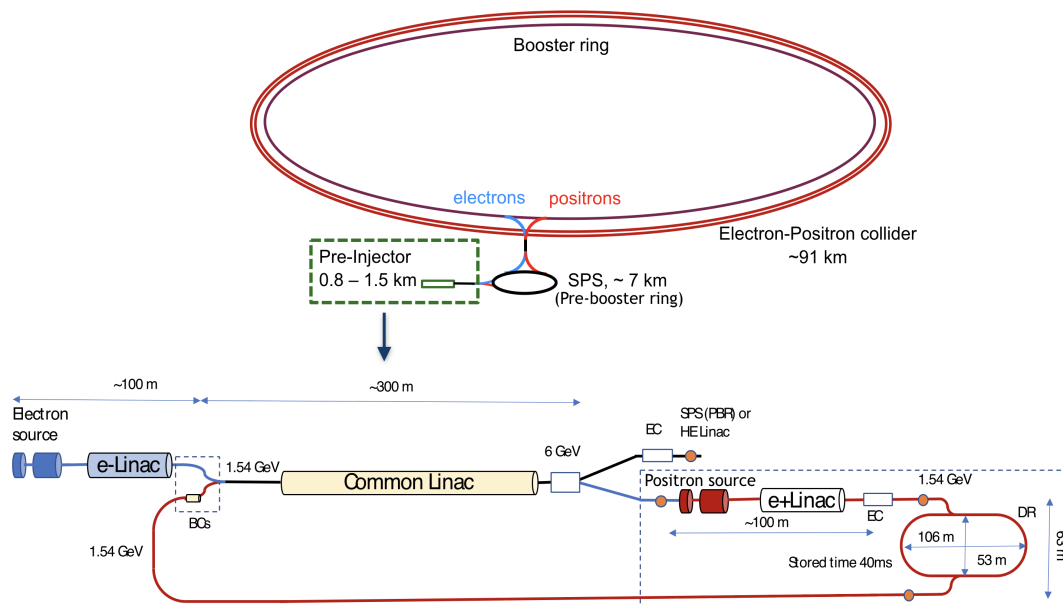 Booster ring
electrons
positrons
Electron-Positron collider
~91 km
Pre-Injector
0.8 – 1.5 km
SPS, ~ 7 km
(Pre-booster ring)
~100 m
~300 m
Electron
source
e-Linac
1.54 GeV
Common Linac
6 GeV
EC
SPS (PBR) or
HE Linac
BCs
1.54 GeV
Positron source
e+Linac
EC
1.54 GeV
~100 m
DR
106 m
53 m
Stored time 40ms
63 m